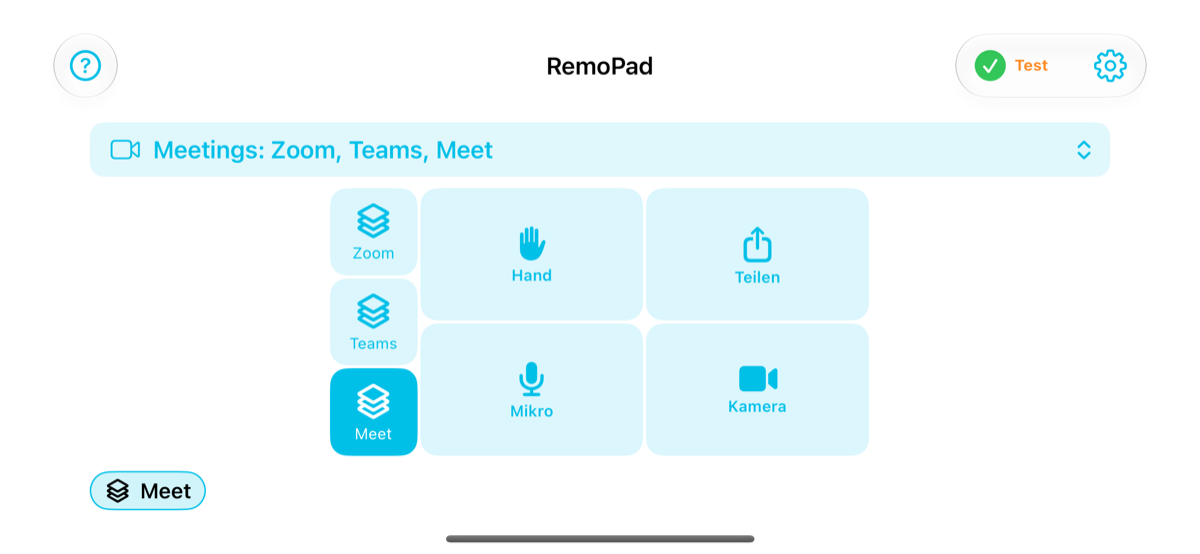 RemoPad
Test
Meetings: Zoom, Teams, Meet
Zoom
Teams
Meet
Hand
Teilen
Mikro
Kamera
Meet